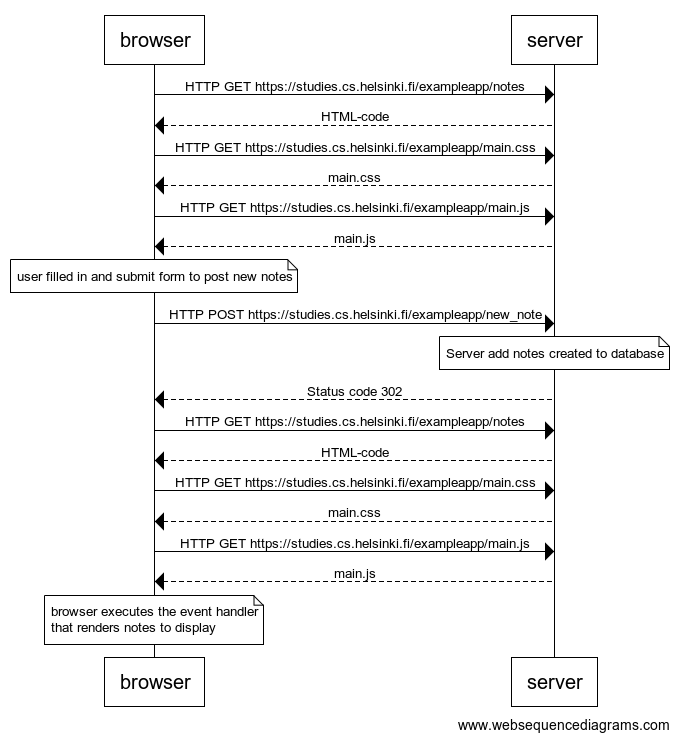 browser
server
HTTP GET https://studies.cs.helsinki.fi/exampleapp/notes
HTML-code
HTTP GET https://studies.cs.helsinki.fi/exampleapp/main.css
main.css
HTTP GET https://studies.cs.helsinki.fi/exampleapp/main.js
main.js
user filled in and submit form to post new notes
HTTP POST https://studies.cs.helsinki.fi/exampleapp/new_note
Server add notes created to database
Status code 302
HTTP GET https://studies.cs.helsinki.fi/exampleapp/notes
HTML-code
HTTP GET https://studies.cs.helsinki.fi/exampleapp/main.css
main.css
HTTP GET https://studies.cs.helsinki.fi/exampleapp/main.js
main.js
browser executes the event handler
that renders notes to display
browser
server
www.websequencediagrams.com